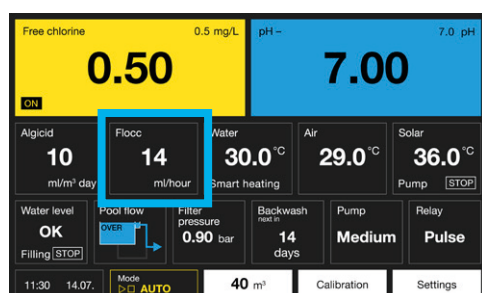 Free chlorine 0.5 mg/L
0.50
ON
pH – 7.0 pH
7.00
Algicid
10
ml/m³ day
Flocc
14
ml/hour
Water
30.0 °C
Smart heating
Air
29.0 °C
Solar
36.0 °C
Pump STOP
Water level
OK
Filling STOP
Pool flow
OVER
Filter
pressure
0.90 bar
Backwash
next in
14
days
Pump
Medium
Relay
Pulse
11:30 14.07.
Mode
AUTO
40 m³
Calibration
Settings